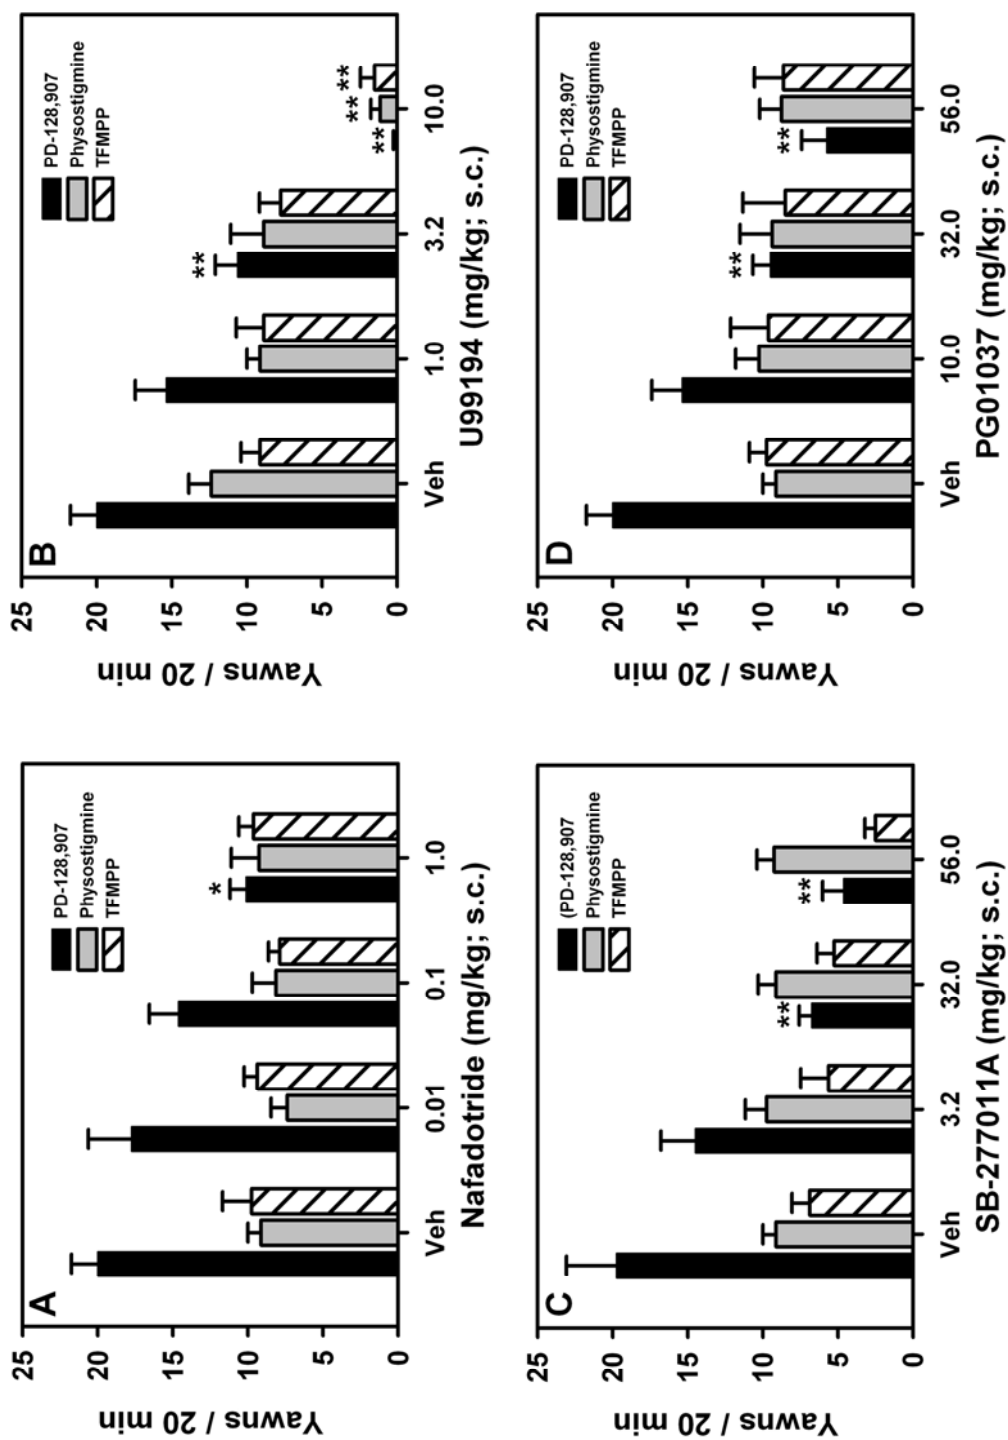 A
PD-128,907
Physostigmine
TFMPP
25
20
15
10
5
0
Yawns / 20 min
*
Veh 0.01 0.1 1.0
Nafadotride (mg/kg; s.c.)
B
PD-128,907
Physostigmine
TFMPP
25
20
15
10
5
0
Yawns / 20 min
** ** ** **
Veh 1.0 3.2 10.0
U99194 (mg/kg; s.c.)
C
(PD-128,907
Physostigmine
TFMPP
25
20
15
10
5
0
Yawns / 20 min
** **
Veh 3.2 32.0 56.0
SB-277011A (mg/kg; s.c.)
D
PD-128,907
Physostigmine
TFMPP
25
20
15
10
5
0
Yawns / 20 min
** **
Veh 10.0 32.0 56.0
PG01037 (mg/kg; s.c.)